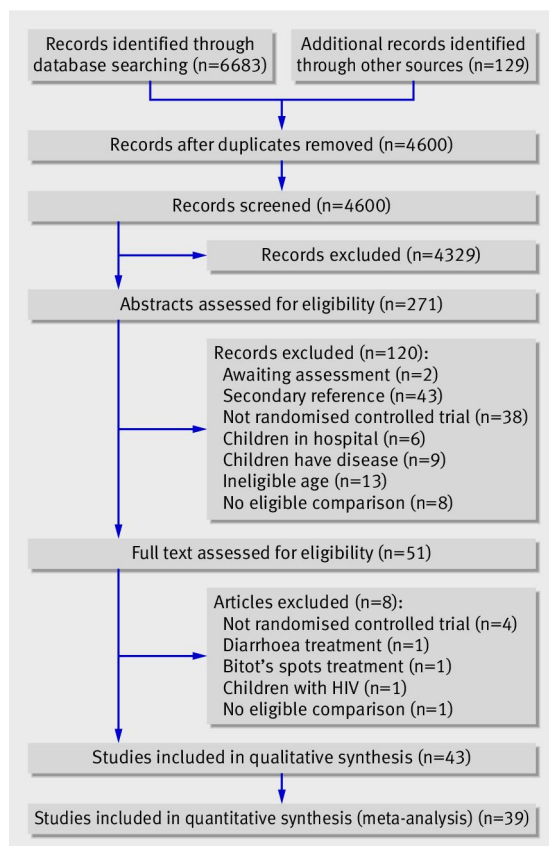 Records identified through
database searching (n=6683)
Additional records identified
through other sources (n=129)
Records after duplicates removed (n=4600)
Records screened (n=4600)
Records excluded (n=4329)
Abstracts assessed for eligibility (n=271)
Records excluded (n=120):
Awaiting assessment (n=2)
Secondary reference (n=43)
Not randomised controlled trial (n=38)
Children in hospital (n=6)
Children have disease (n=9)
Ineligible age (n=13)
No eligible comparison (n=8)
Full text assessed for eligibility (n=51)
Articles excluded (n=8):
Not randomised controlled trial (n=4)
Diarrhoea treatment (n=1)
Bitot's spots treatment (n=1)
Children with HIV (n=1)
No eligible comparison (n=1)
Studies included in qualitative synthesis (n=43)
Studies included in quantitative synthesis (meta-analysis) (n=39)